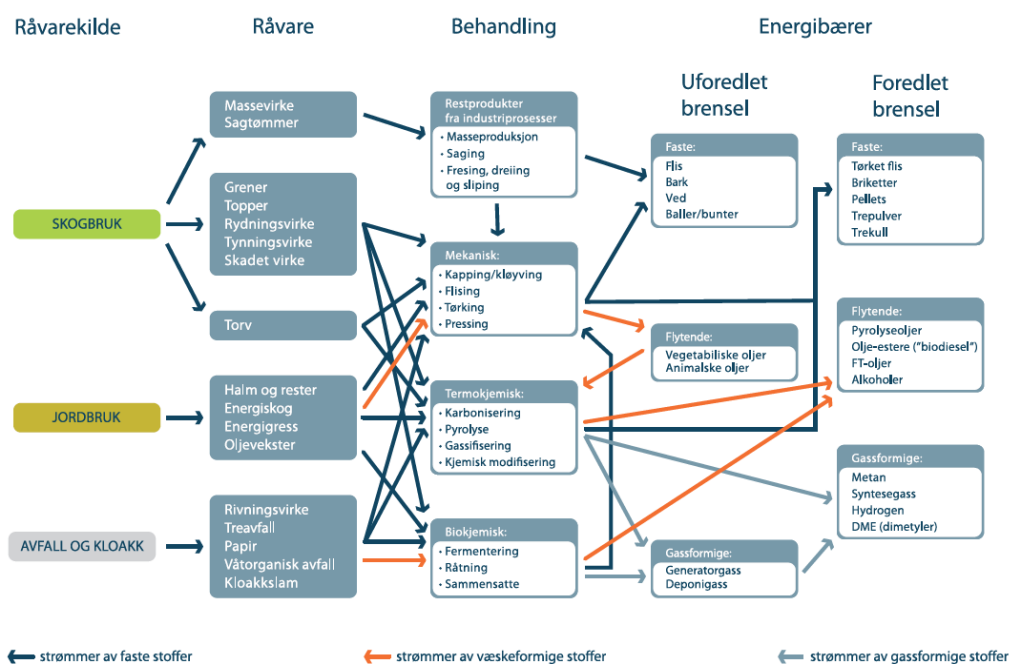 Råvarekilde
Råvare
Behandling
Energibærer
Uforedlet
brensel
Foredlet
brensel
SKOGBRUK
JORDBRUK
AVFALL OG KLOAKK
Massevirke
Sagtømmer
Grener
Topper
Rydningsvirke
Tynningsvirke
Skadet virke
Torv
Halm og rester
Energiskog
Energigress
Oljevekster
Rivningsvirke
Treavfall
Papir
Våtorganisk avfall
Kloakkslam
Restprodukter
fra industriprosesser
· Masseproduksjon
· Saging
· Fresing, dreiing
og sliping
Mekanisk:
· Kapping/kløyving
· Flising
· Tørking
· Pressing
Termokjemisk:
· Karbonisering
· Pyrolyse
· Gassifisering
· Kjemisk modifisering
Biokjemisk:
· Fermentering
· Råtning
· Sammensatte
Faste:
Flis
Bark
Ved
Baller/bunter
Flytende:
Vegetabiliske oljer
Animalske oljer
Gassformige:
Generatorgass
Deponigass
Faste:
Tørket flis
Briketter
Pellets
Trepulver
Trekull
Flytende:
Pyrolyseoljer
Olje-estere ("biodiesel")
FT-oljer
Alkoholer
Gassformige:
Metan
Syntesegass
Hydrogen
DME (dimetyler)
strømmer av faste stoffer
strømmer av væskeformige stoffer
strømmer av gassformige stoffer